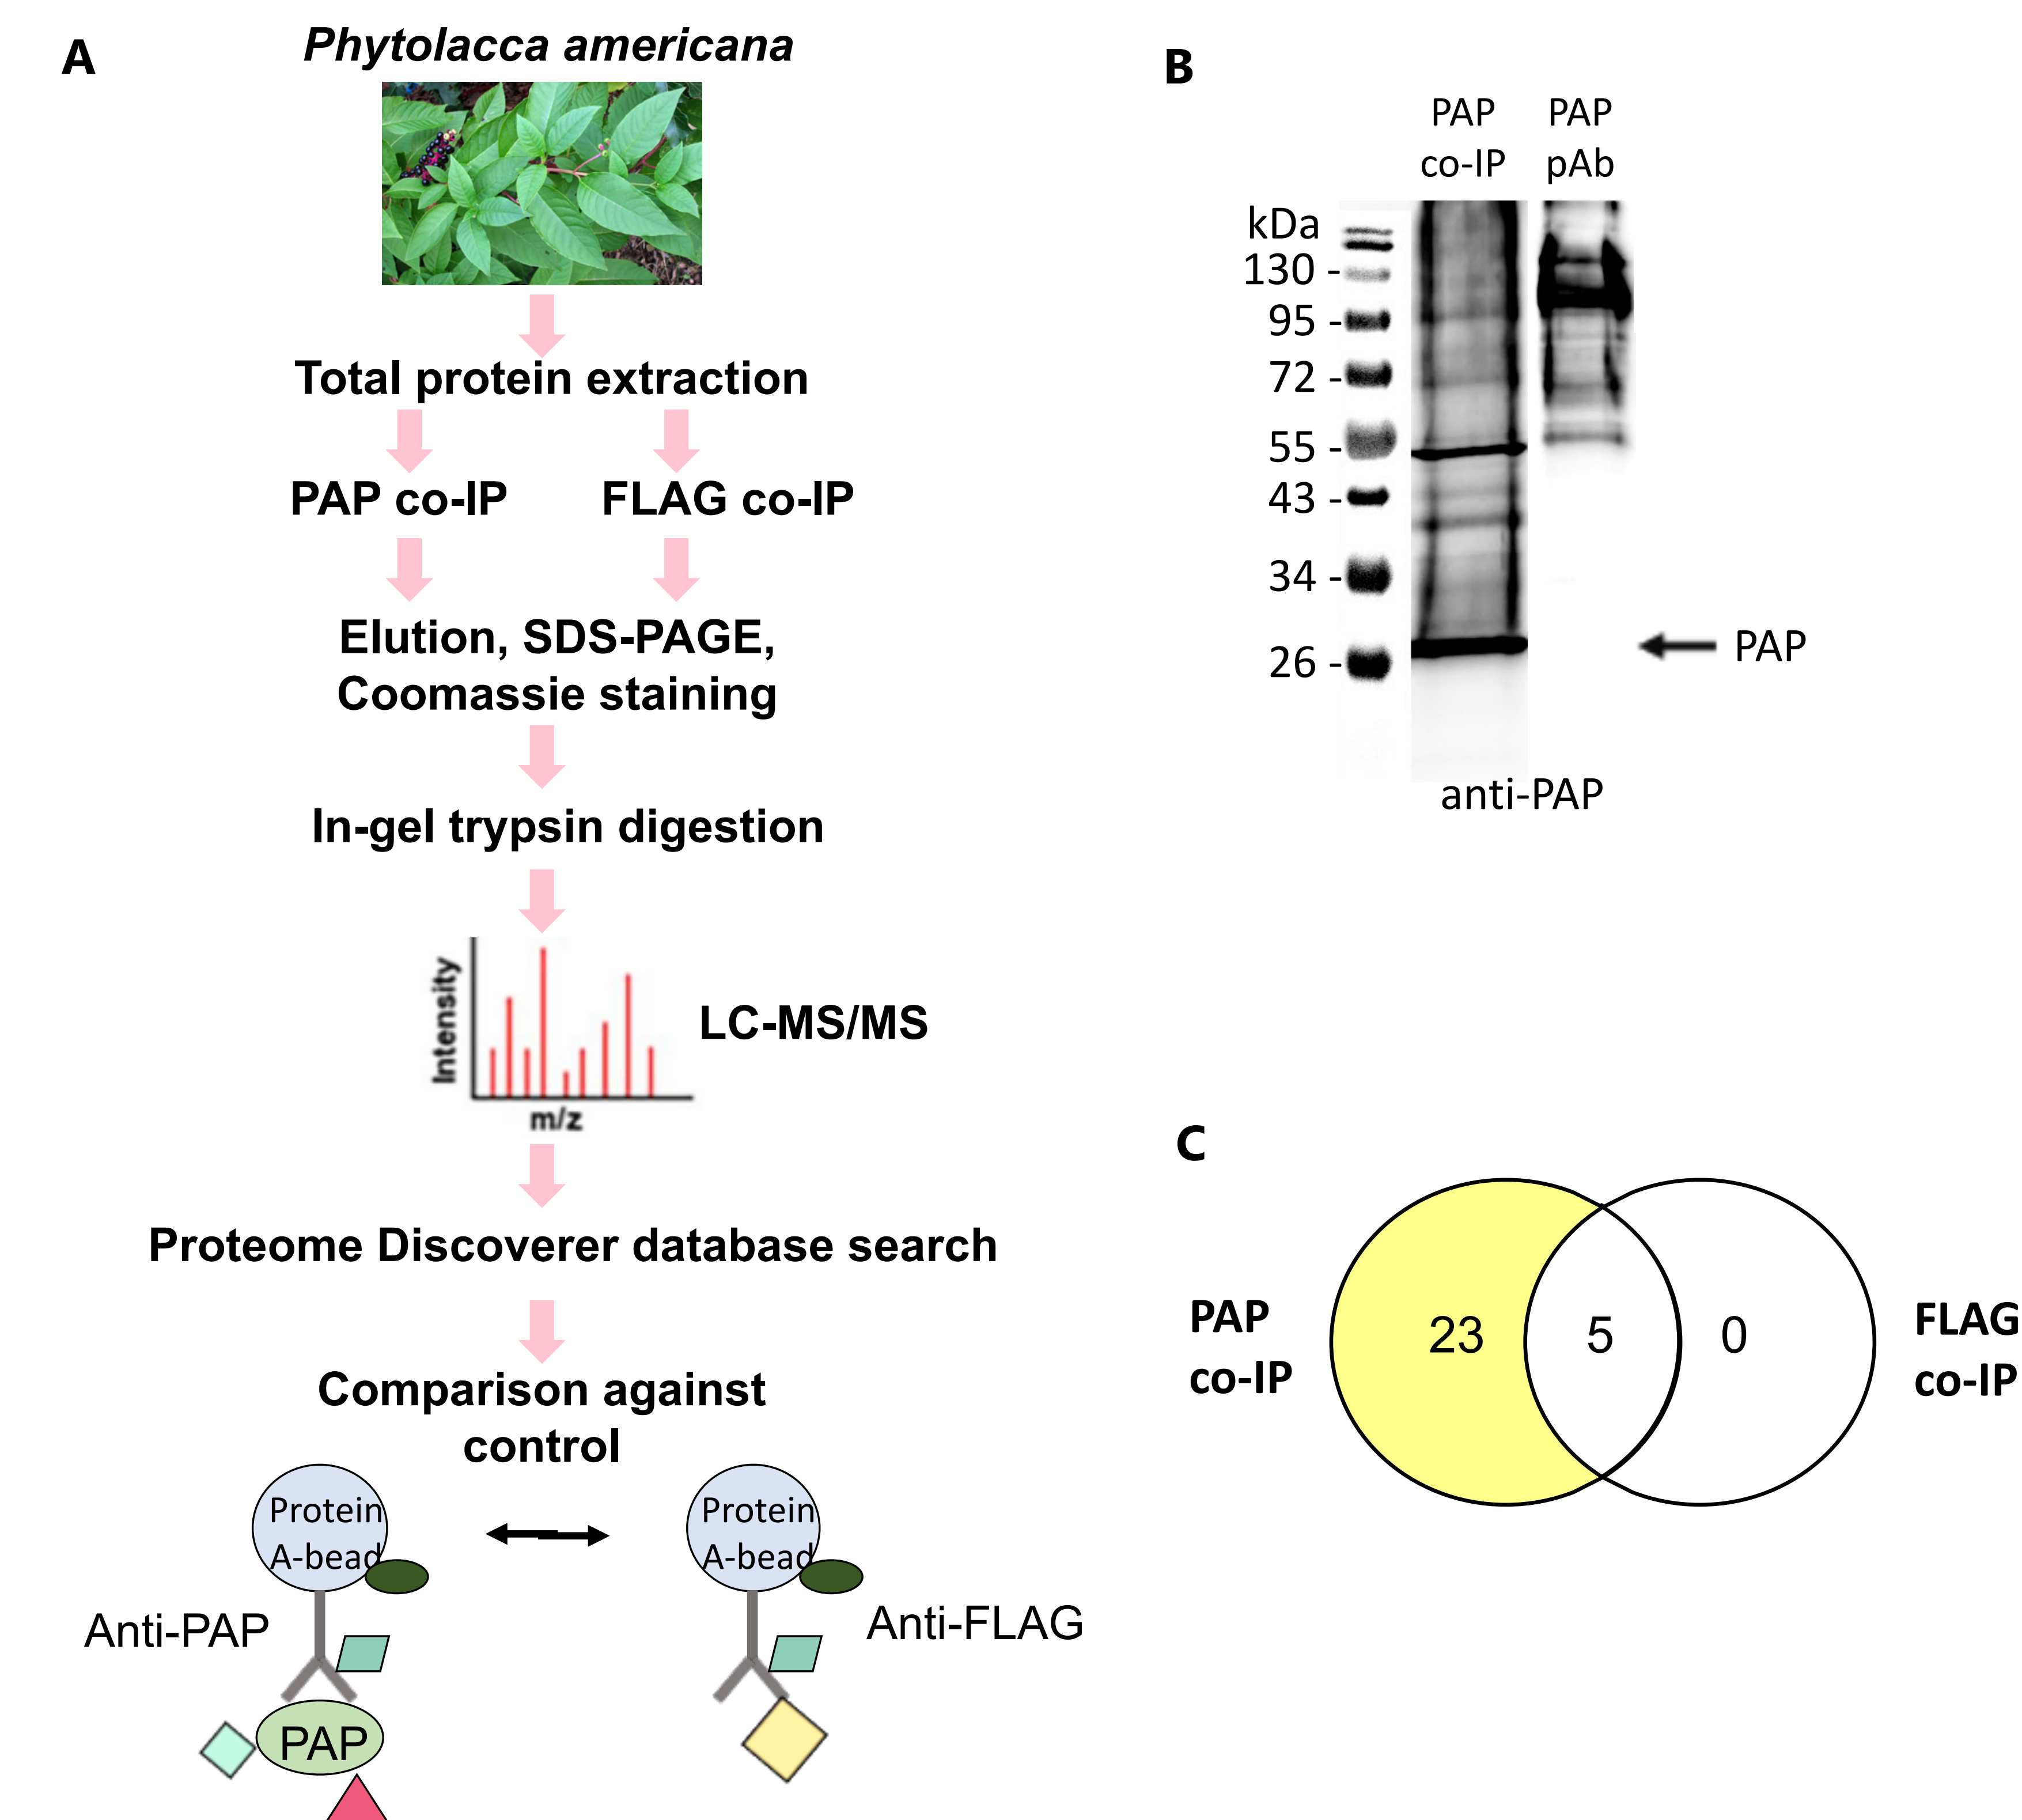 A
Phytolacca americana
Total protein extraction
PAP co-IP
FLAG co-IP
Elution, SDS-PAGE,
Coomassie staining
In-gel trypsin digestion
Intensity
m/z
LC-MS/MS
Proteome Discoverer database search
Comparison against
control
Protein
A-bead
Protein
A-bead
Anti-PAP
Anti-FLAG
PAP
B
PAP
co-IP
PAP
pAb
kDa
130 -
95 -
72 -
55 -
43 -
34 -
26 -
PAP
anti-PAP
C
PAP
co-IP
23
5
0
FLAG
co-IP